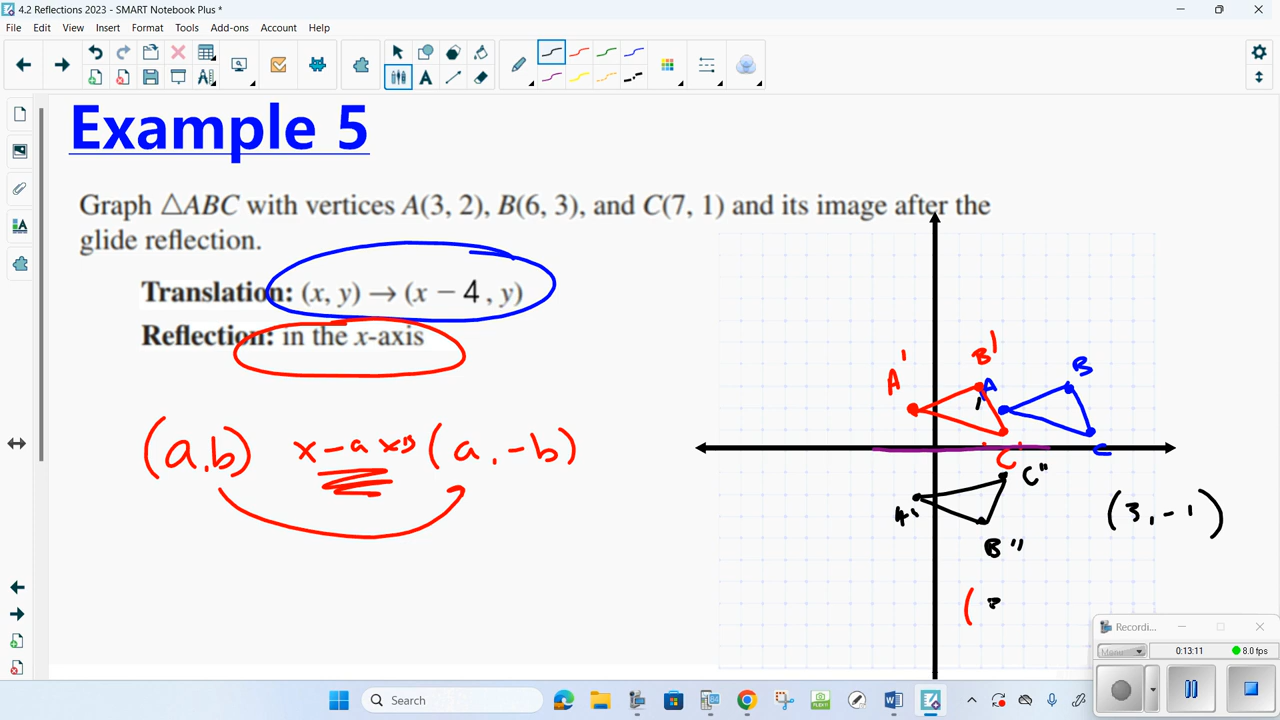 4.2 Reflections 2023 - SMART Notebook Plus *
File Edit View Insert Format Tools Add-ons Account Help
Example 5
Graph △ABC with vertices A(3, 2), B(6, 3), and C(7, 1) and its image after the
glide reflection.
Translation: (x, y) → (x − 4 , y)
Reflection: in the x-axis
(a,b) x-axis (a,-b)
A' B' A B
C' C
C"
A" B"
(3,-1)
(
Recordi...
Menu 0:13:11 8.0 fps
Search